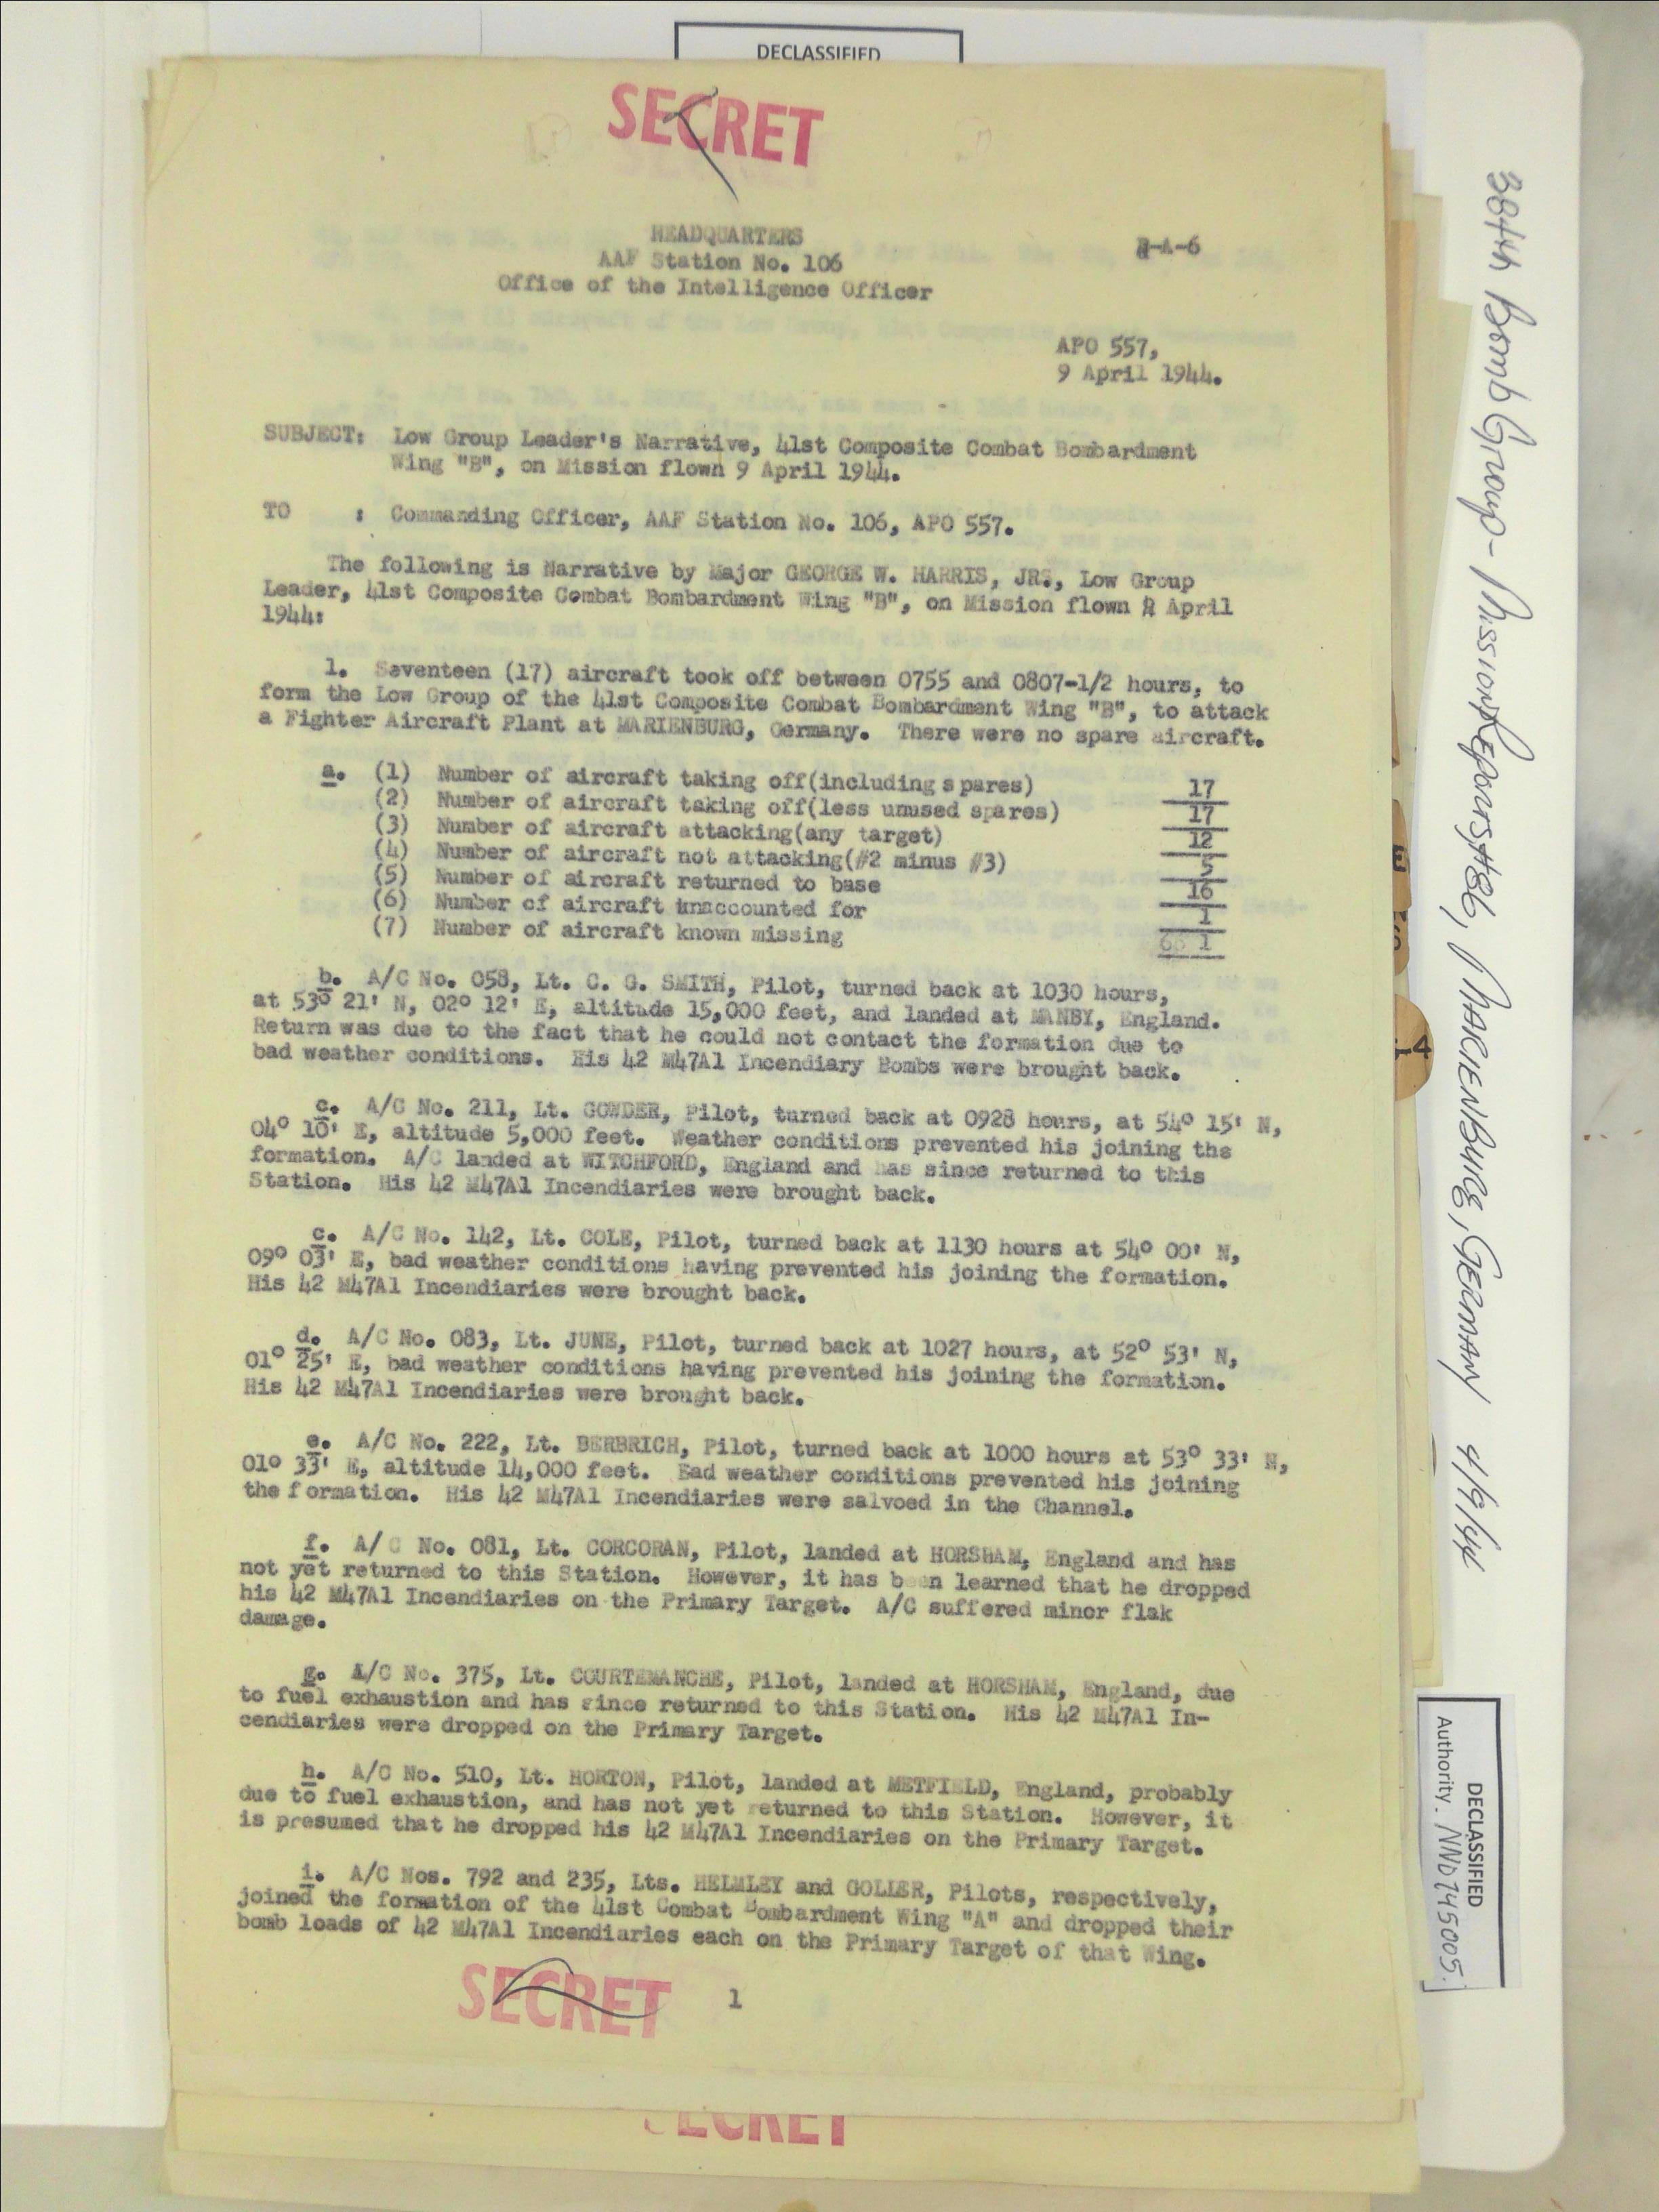 DECLASSIFIED
SECRET
HEADQUARTERS
AAF Station No. 106
Office of the Intelligence Officer
-A-6
APO 557,
9 April 1944.
SUBJECT: Low Group Leader's Narrative, 41st Composite Combat Bombardment
Wing "B", on Mission flown 9 April 1944.
TO : Commanding Officer, AAF Station No. 106, APO 557.
The following is Narrative by Major GEORGE W. HARRIS, JR., Low Group
Leader, 41st Composite Combat Bombardment Wing "B", on Mission flown 9 April
1944:
1. Seventeen (17) aircraft took off between 0755 and 0807-1/2 hours, to
form the Low Group of the 41st Composite Combat Bombardment Wing "B", to attack
a Fighter Aircraft Plant at MARIENBURG, Germany. There were no spare aircraft.
a. (1) Number of aircraft taking off(including s pares) 17
(2) Number of aircraft taking off(less unused spares) 17
(3) Number of aircraft attacking(any target) 12
(4) Number of aircraft not attacking(#2 minus #3) 5
(5) Number of aircraft returned to base 16
(6) Number of aircraft unaccounted for 1
(7) Number of aircraft known missing 1
b. A/C No. 058, Lt. C. G. SMITH, Pilot, turned back at 1030 hours,
at 53° 21' N, 02° 12' E, altitude 15,000 feet, and landed at MANBY, England.
Return was due to the fact that he could not contact the formation due to
bad weather conditions. His 42 M47A1 Incendiary Bombs were brought back.
c. A/C No. 211, Lt. GOWDER, Pilot, turned back at 0928 hours, at 54° 15' N,
04° 10' E, altitude 5,000 feet. Weather conditions prevented his joining the
formation. A/C landed at WITCHFORD, England and has since returned to this
Station. His 42 M47A1 Incendiaries were brought back.
c. A/C No. 142, Lt. COLE, Pilot, turned back at 1130 hours at 54° 00' N,
09° 03' E, bad weather conditions having prevented his joining the formation.
His 42 M47A1 Incendiaries were brought back.
d. A/C No. 083, Lt. JUNE, Pilot, turned back at 1027 hours, at 52° 53' N,
01° 25' E, bad weather conditions having prevented his joining the formation.
His 42 M47A1 Incendiaries were brought back.
e. A/C No. 222, Lt. BERBRICH, Pilot, turned back at 1000 hours at 53° 33' N,
01° 33' E, altitude 14,000 feet. Bad weather conditions prevented his joining
the formation. His 42 M47A1 Incendiaries were salvoed in the Channel.
f. A/C No. 081, Lt. CORCORAN, Pilot, landed at HORSHAM, England and has
not yet returned to this Station. However, it has been learned that he dropped
his 42 M47A1 Incendiaries on the Primary Target. A/C suffered minor flak
damage.
g. A/C No. 375, Lt. COURTEMANCHE, Pilot, landed at HORSHAM, England, due
to fuel exhaustion and has since returned to this Station. His 42 M47A1 In-
cendiaries were dropped on the Primary Target.
h. A/C No. 510, Lt. HORTON, Pilot, landed at METFIELD, England, probably
due to fuel exhaustion, and has not yet returned to this Station. However, it
is presumed that he dropped his 42 M47A1 Incendiaries on the Primary Target.
i. A/C Nos. 792 and 235, Lts. HELMLEY and GOLLER, Pilots, respectively,
joined the formation of the 41st Combat Bombardment Wing "A" and dropped their
bomb loads of 42 M47A1 Incendiaries each on the Primary Target of that Wing.
SECRET
1
SECRET
384th Bomb Group - Mission Reports #86, MARIENBURG, GERMANY 4/9/44
DECLASSIFIED
Authority. NND745005